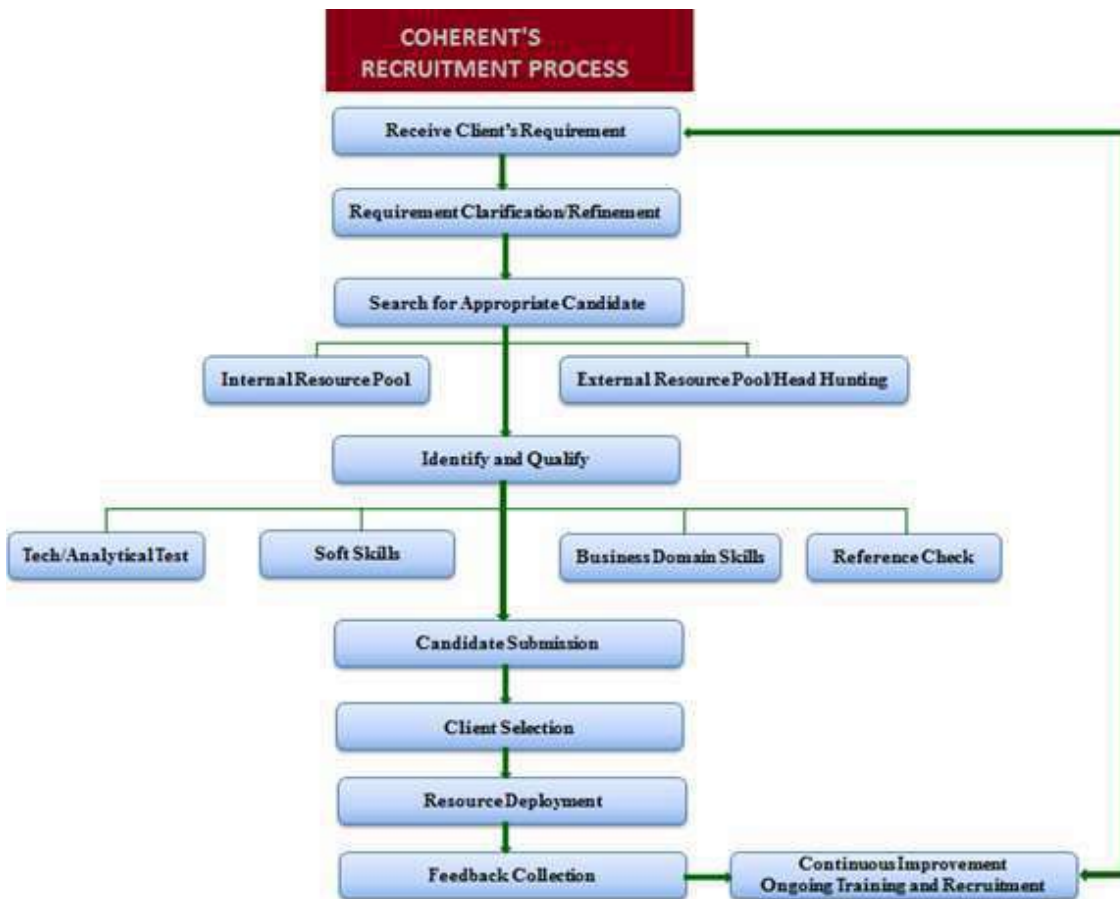 COHERENT'S
RECRUITMENT PROCESS
Receive Client's Requirement
Requirement Clarification/Refinement
Search for Appropriate Candidate
Internal Resource Pool
External Resource Pool/Head Hunting
Identify and Qualify
Tech/Analytical Test
Soft Skills
Business Domain Skills
Reference Check
Candidate Submission
Client Selection
Resource Deployment
Feedback Collection
Continuous Improvement
Ongoing Training and Recruitment